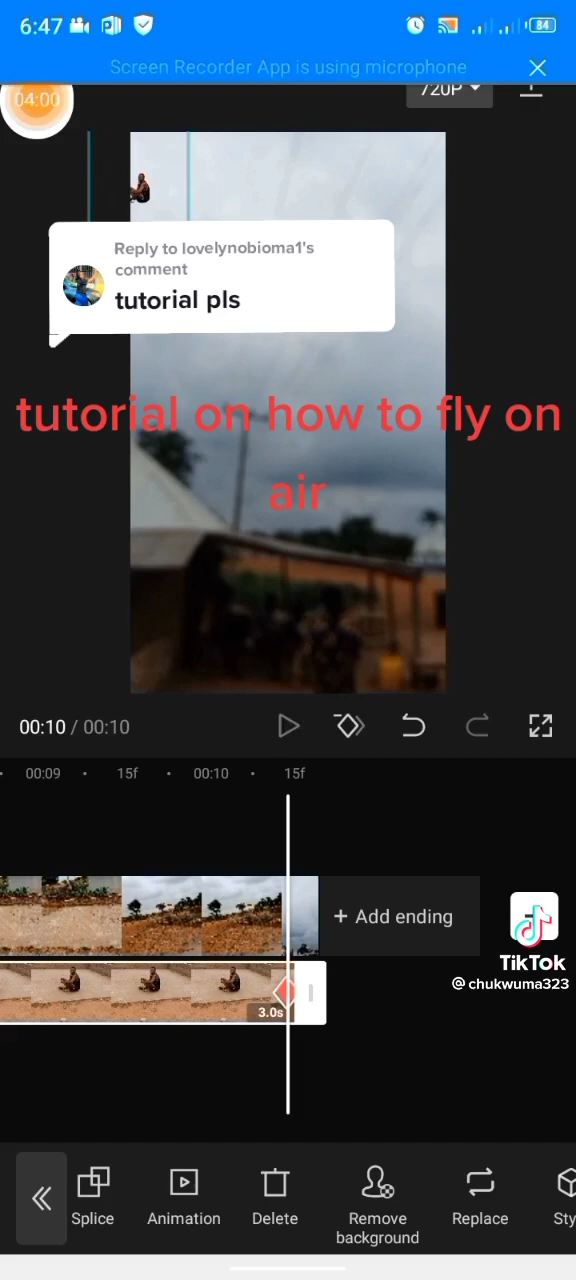 6:47
84
Screen Recorder App is using microphone
04:00
720P
Reply to lovelynobioma1's
comment
tutorial pls
tutorial on how to fly on
air
00:10 / 00:10
00:09 15f 00:10 15f
+ Add ending
3.0s
TikTok
@chukwuma323
Splice Animation Delete Remove background Replace Sty